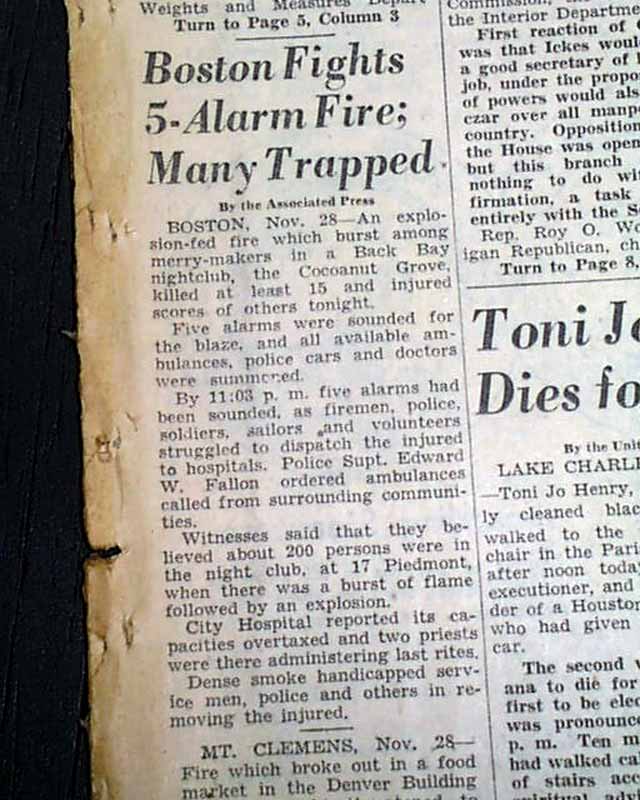 Weights and Measures Depart
Turn to Page 5, Column 3
Boston Fights
5-Alarm Fire;
Many Trapped
By the Associated Press
BOSTON, Nov. 28—An explo-
sion-fed fire which burst among
merry-makers in a Back Bay
nightclub, the Cocoanut Grove,
killed at least 15 and injured
scores of others tonight.
Five alarms were sounded for
the blaze, and all available am-
bulances, police cars and doctors
were summoned.
By 11:03 p. m. five alarms had
been sounded, as firemen, police,
soldiers, sailors and volunteers
struggled to dispatch the injured
to hospitals. Police Supt. Edward
W. Fallon ordered ambulances
called from surrounding communi-
ties.
Witnesses said that they be-
lieved about 200 persons were in
the night club, at 17 Piedmont,
when there was a burst of flame
followed by an explosion.
City Hospital reported its ca-
pacities overtaxed and two priests
were there administering last rites.
Dense smoke handicapped serv-
ice men, police and others in re-
moving the injured.
MT. CLEMENS, Nov. 28—
Fire which broke out in a food
market in the Denver Building
the Interior Departme
First reaction of
was that Ickes woul
a good secretary of
job, under the propo
of powers would als
czar over all manp
country. Opposition
the House was open
but this branch
nothing to do wi
firmation, a task
entirely with the Se
Rep. Roy O. Wo
igan Republican, ch
Turn to Page 8,
Toni Jo
Dies fo
By the Unit
LAKE CHARL
—Toni Jo Henry,
ly cleaned blac
walked to the
chair in the Pari
after noon toda
executioner, and
der of a Houston
who had given
car.
The second
ana to die for
first to be elec
was pronounce
p. m. Ten m
had walked ca
of stairs acc